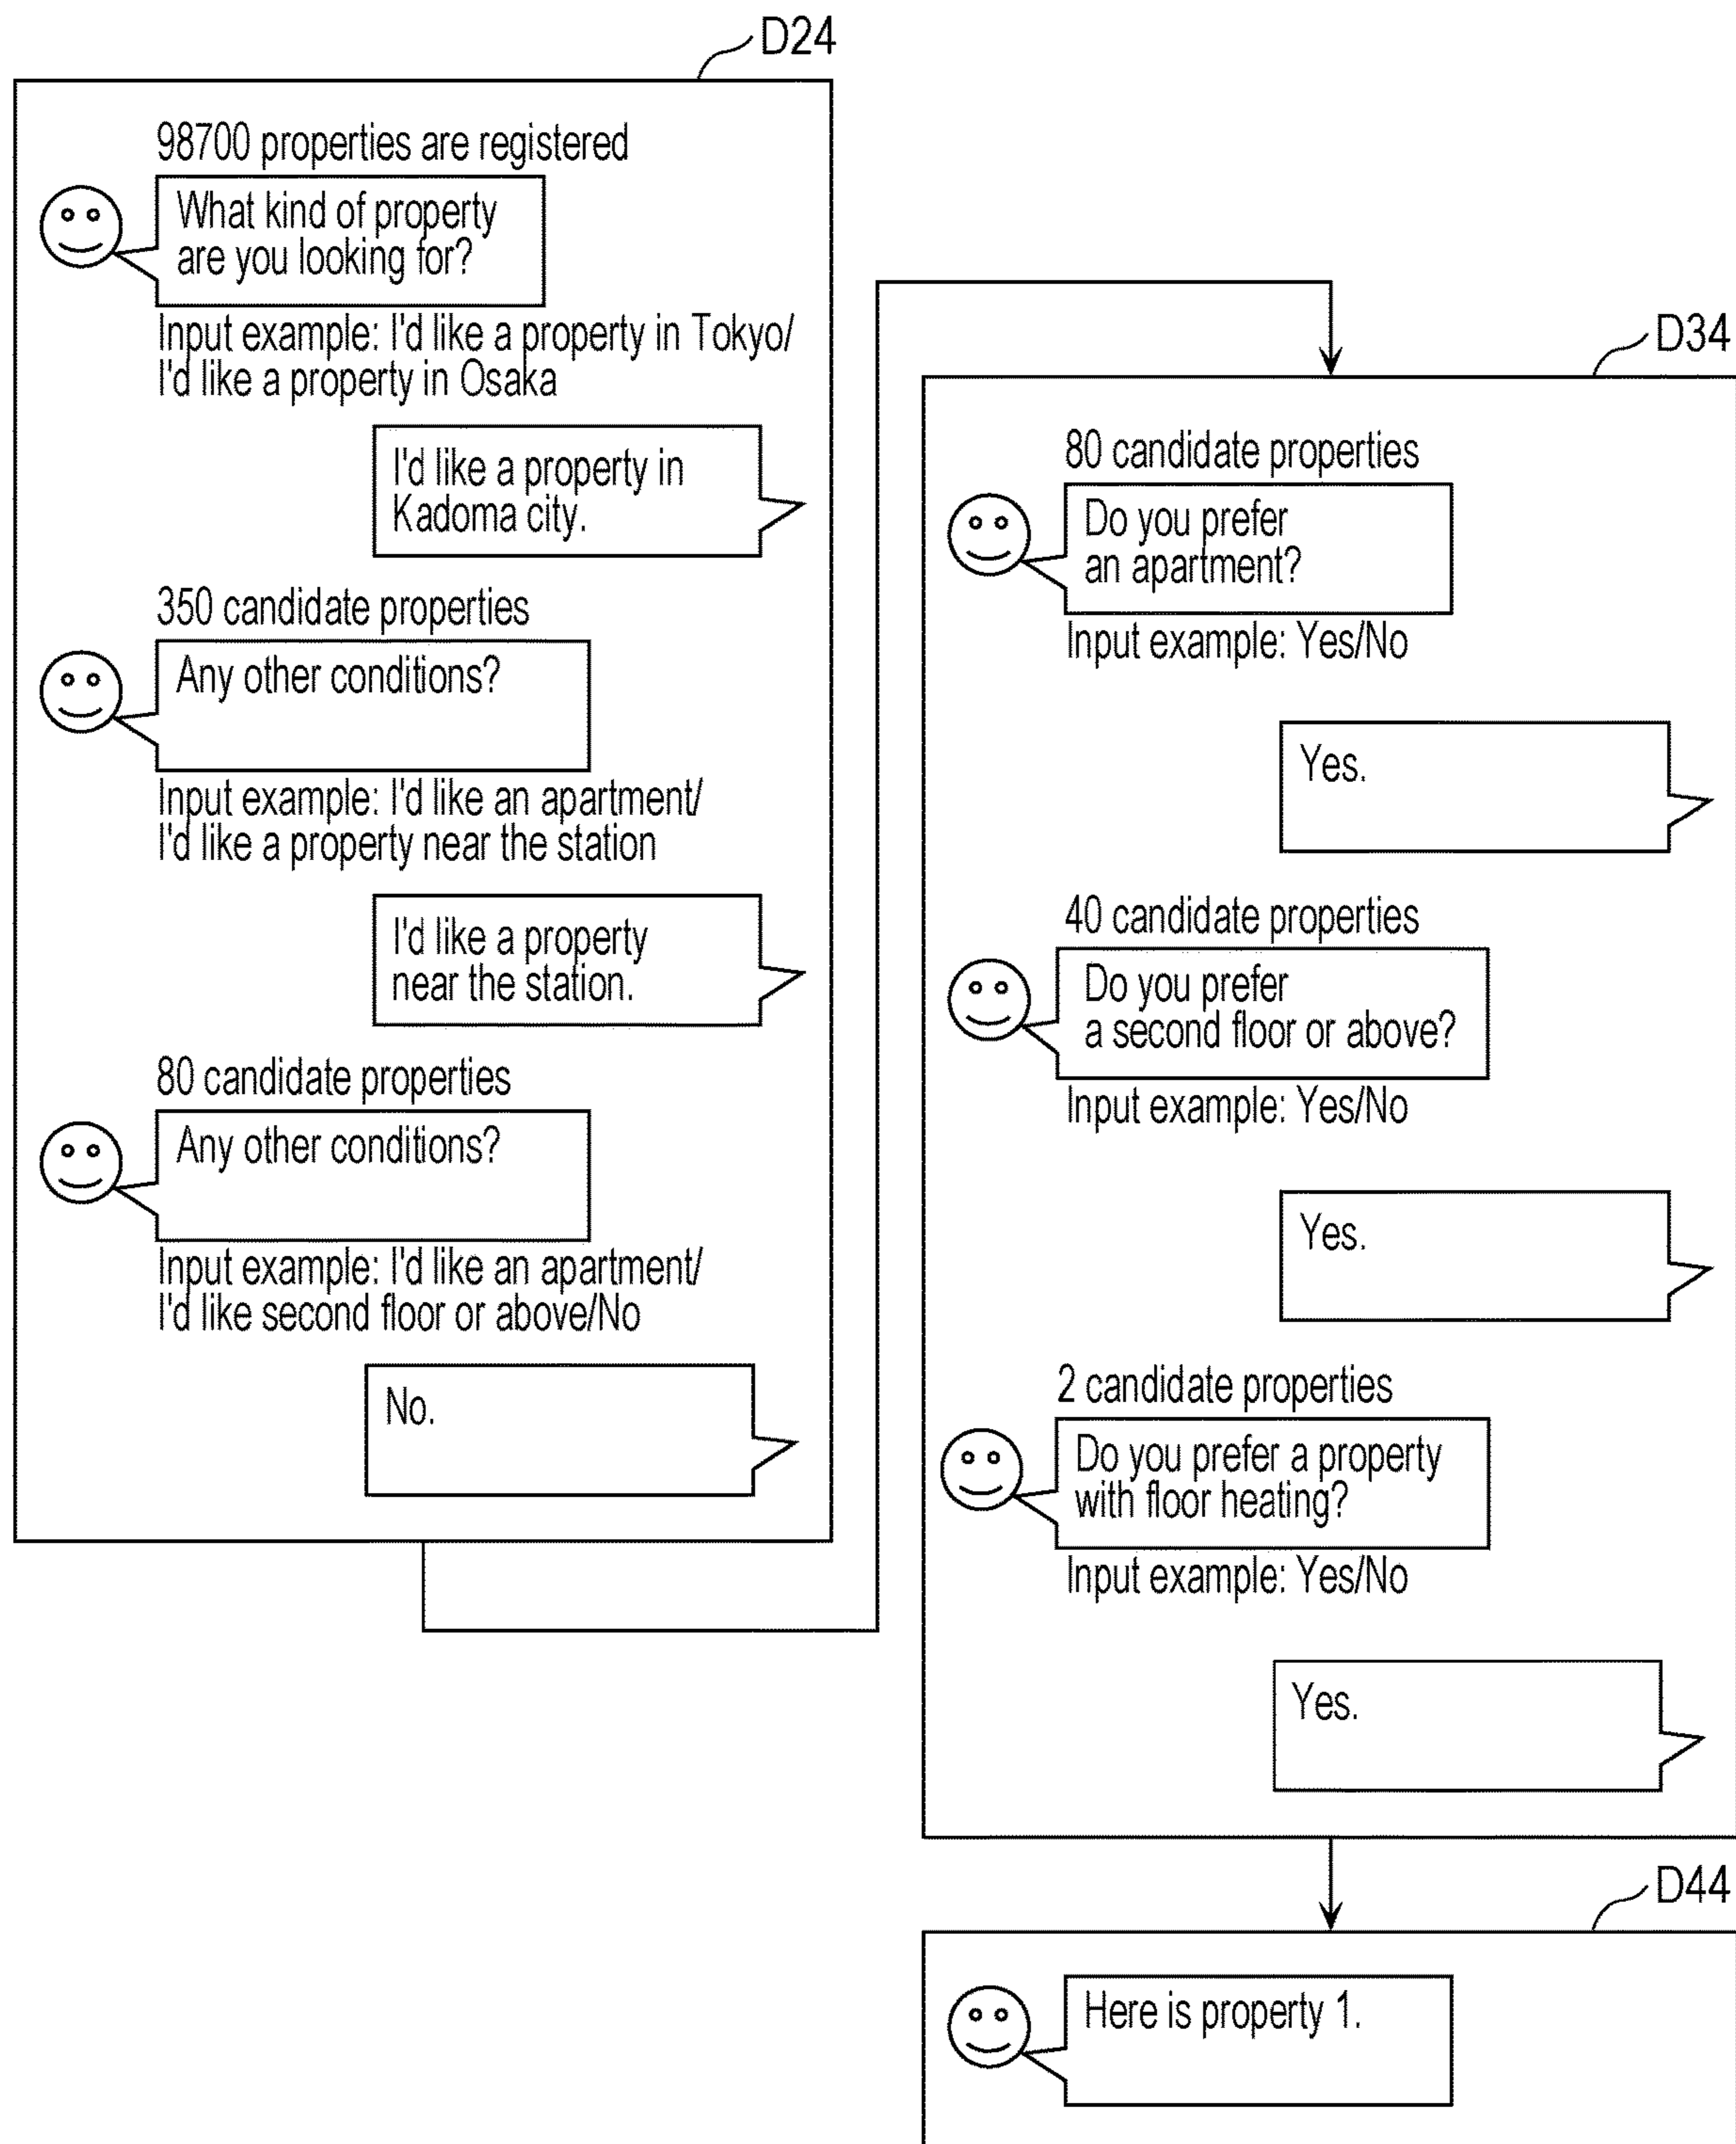 D24
98700 properties are registered
What kind of property
are you looking for?
Input example: I'd like a property in Tokyo/
I'd like a property in Osaka
I'd like a property in
Kadoma city.
350 candidate properties
Any other conditions?
Input example: I'd like an apartment/
I'd like a property near the station
I'd like a property
near the station.
80 candidate properties
Any other conditions?
Input example: I'd like an apartment/
I'd like second floor or above/No
No.
D34
80 candidate properties
Do you prefer
an apartment?
Input example: Yes/No
Yes.
40 candidate properties
Do you prefer
a second floor or above?
Input example: Yes/No
Yes.
2 candidate properties
Do you prefer a property
with floor heating?
Input example: Yes/No
Yes.
D44
Here is property 1.